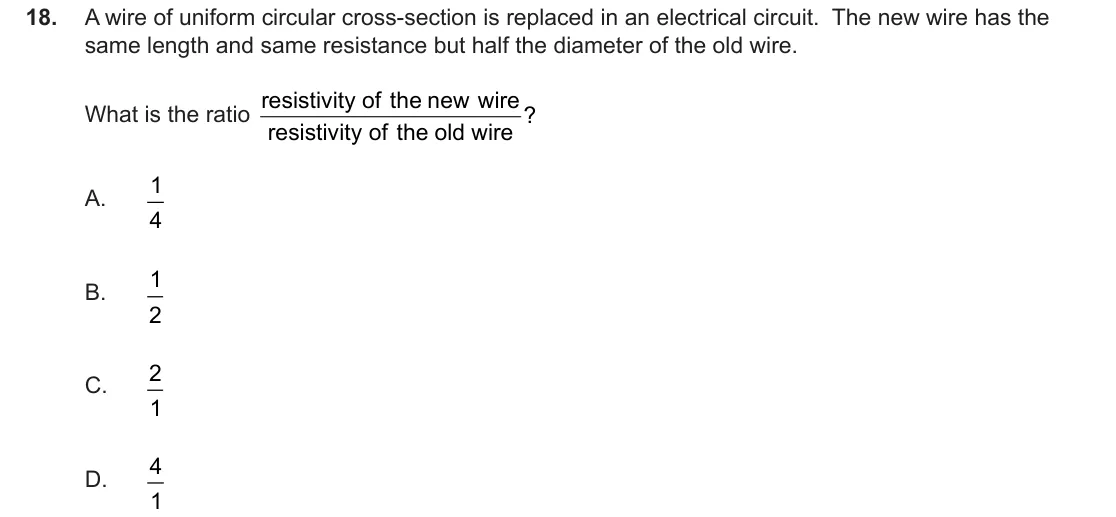 18. A wire of uniform circular cross-section is replaced in an electrical circuit. The new wire has the
same length and same resistance but half the diameter of the old wire.
What is the ratio resistivity of the new wire / resistivity of the old wire ?
A. 1/4
B. 1/2
C. 2/1
D. 4/1